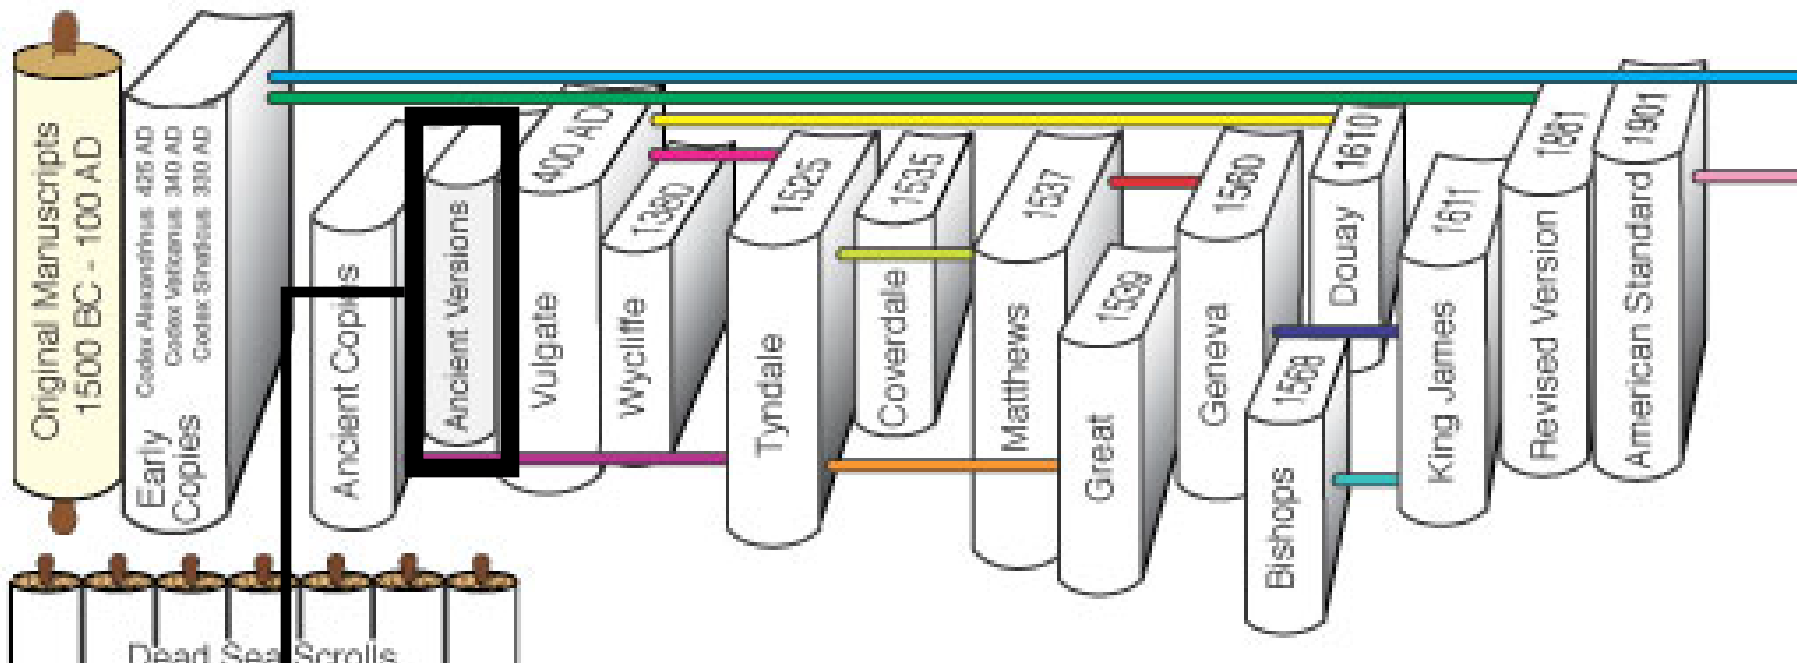 Original Manuscripts
1500 BC - 100 AD
Early
Copies
Codex Alexandrinus 425 AD
Codex Vaticanus 340 AD
Codex Sinaticus 330 AD
Ancient Copies
Ancient Versions
400 AD
Vulgate
1380
Wycliffe
1525
Tyndale
1535
Coverdale
1537
Matthews
1539
Great
1560
Geneva
1568
Bishops
1610
Douay
1611
King James
1881
Revised Version
1901
American Standard
Dead Sea Scrolls